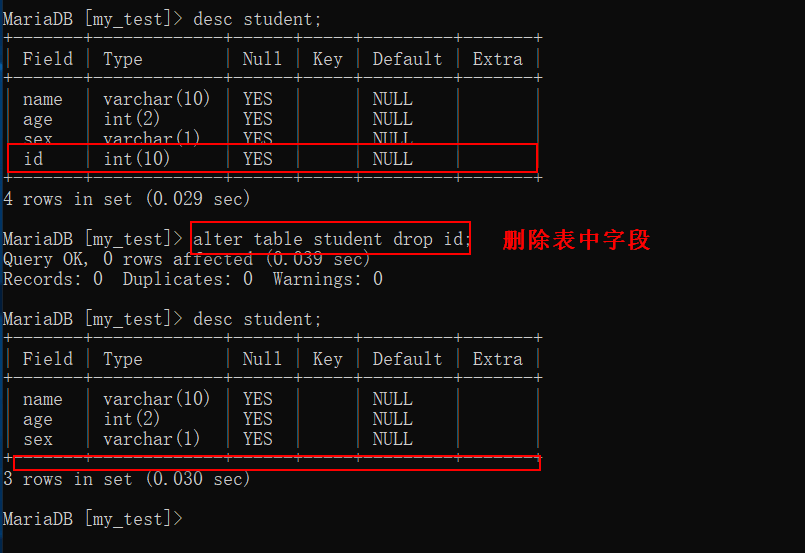 MariaDB [my_test]> desc student;
+-------+-------------+------+-----+---------+-------+
| Field | Type        | Null | Key | Default | Extra |
+-------+-------------+------+-----+---------+-------+
| name  | varchar(10) | YES  |     | NULL    |       |
| age   | int(2)      | YES  |     | NULL    |       |
| sex   | varchar(1)  | YES  |     | NULL    |       |
| id    | int(10)     | YES  |     | NULL    |       |
+-------+-------------+------+-----+---------+-------+
4 rows in set (0.029 sec)
MariaDB [my_test]> alter table student drop id; 删除表中字段
Query OK, 0 rows affected (0.039 sec)
Records: 0  Duplicates: 0  Warnings: 0
MariaDB [my_test]> desc student;
+-------+-------------+------+-----+---------+-------+
| Field | Type        | Null | Key | Default | Extra |
+-------+-------------+------+-----+---------+-------+
| name  | varchar(10) | YES  |     | NULL    |       |
| age   | int(2)      | YES  |     | NULL    |       |
| sex   | varchar(1)  | YES  |     | NULL    |       |
+-------+-------------+------+-----+---------+-------+
3 rows in set (0.030 sec)
MariaDB [my_test]>